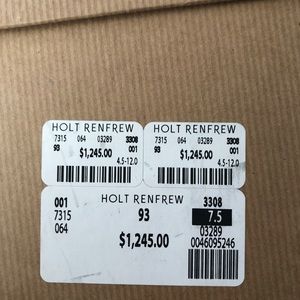 HOLT RENFREW
7315 064 03289 3308
93 $1,245.00 001
4.5-12.0
HOLT RENFREW
7315 064 03289 3308
93 $1,245.00 001
4.5-12.0
001 HOLT RENFREW 3308
7315 93 7.5
064 03289
$1,245.00 0046095246